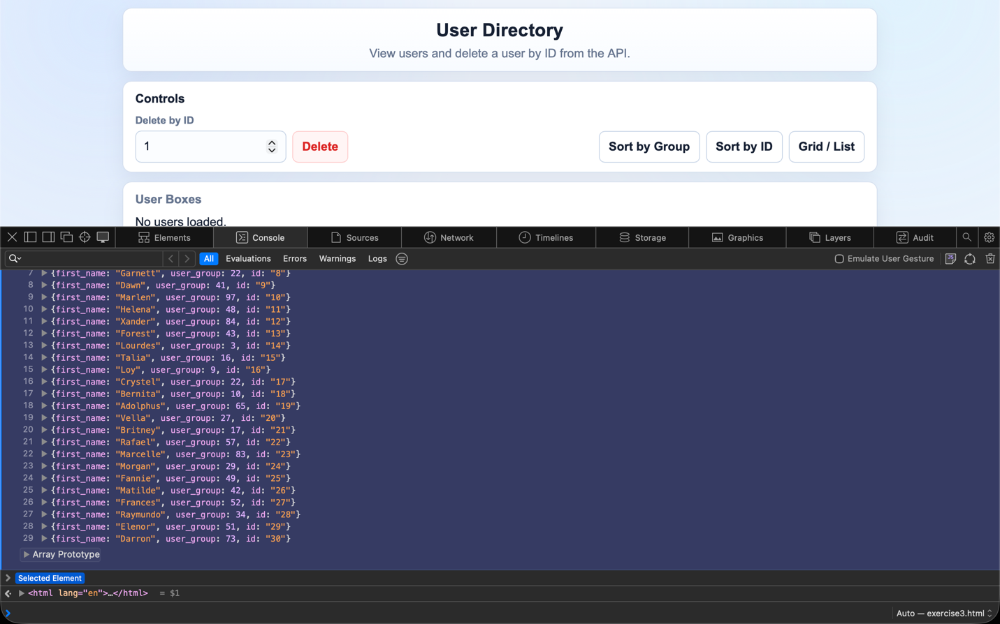 User Directory
View users and delete a user by ID from the API.
Controls
Delete by ID
1
Delete
Sort by Group
Sort by ID
Grid / List
User Boxes
No users loaded.
Elements
Console
Sources
Network
Timelines
Storage
Graphics
Layers
Audit
All
Evaluations
Errors
Warnings
Logs
Emulate User Gesture
7 {first_name: "Garnett", user_group: 22, id: "8"}
8 {first_name: "Dawn", user_group: 41, id: "9"}
9 {first_name: "Marlen", user_group: 97, id: "10"}
10 {first_name: "Helena", user_group: 48, id: "11"}
11 {first_name: "Xander", user_group: 84, id: "12"}
12 {first_name: "Forest", user_group: 43, id: "13"}
13 {first_name: "Lourdes", user_group: 3, id: "14"}
14 {first_name: "Talia", user_group: 16, id: "15"}
15 {first_name: "Loy", user_group: 9, id: "16"}
16 {first_name: "Crystel", user_group: 22, id: "17"}
17 {first_name: "Bernita", user_group: 10, id: "18"}
18 {first_name: "Adolphus", user_group: 65, id: "19"}
19 {first_name: "Vella", user_group: 27, id: "20"}
20 {first_name: "Britney", user_group: 17, id: "21"}
21 {first_name: "Rafael", user_group: 57, id: "22"}
22 {first_name: "Marcelle", user_group: 83, id: "23"}
23 {first_name: "Morgan", user_group: 29, id: "24"}
24 {first_name: "Fannie", user_group: 49, id: "25"}
25 {first_name: "Matilde", user_group: 42, id: "26"}
26 {first_name: "Frances", user_group: 52, id: "27"}
27 {first_name: "Raymundo", user_group: 34, id: "28"}
28 {first_name: "Elenor", user_group: 51, id: "29"}
29 {first_name: "Darron", user_group: 73, id: "30"}
Array Prototype
Selected Element
<html lang="en">…</html> = $1
Auto — exercise3.html